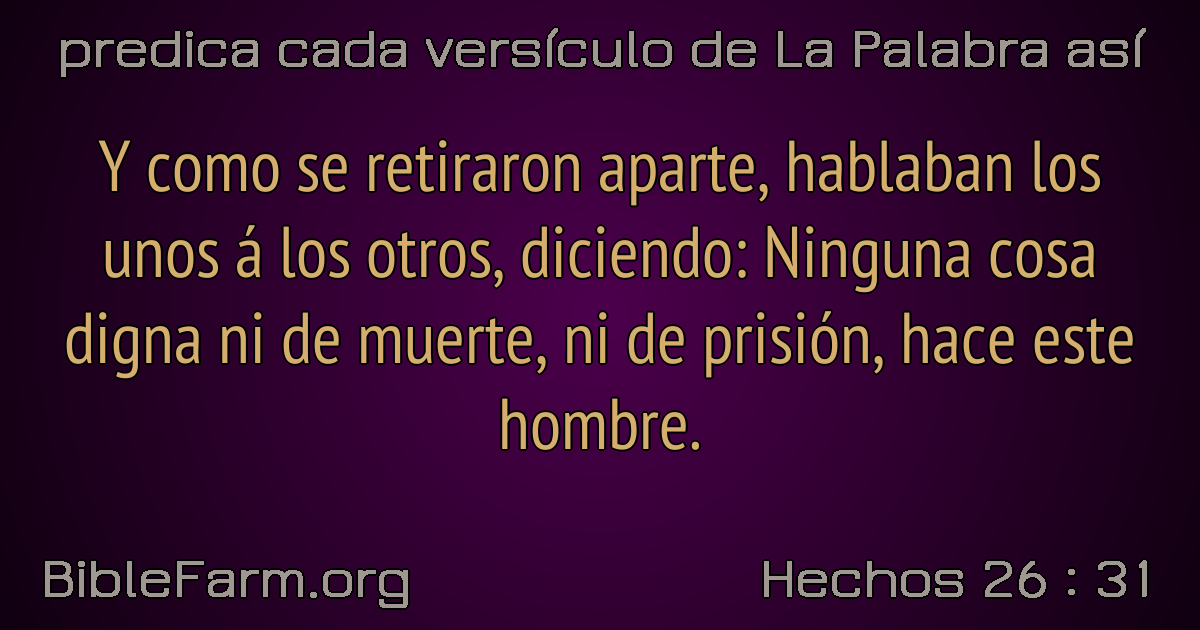 predica cada versículo de La Palabra así
Y como se retiraron aparte, hablaban los
unos á los otros, diciendo: Ninguna cosa
digna ni de muerte, ni de prisión, hace este
hombre.
BibleFarm.org
Hechos 26 : 31